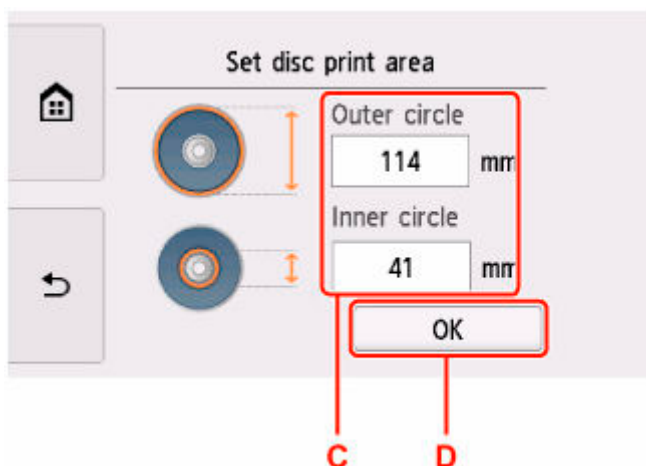 Set disc print area
Outer circle
114 mm
Inner circle
41 mm
OK
C D